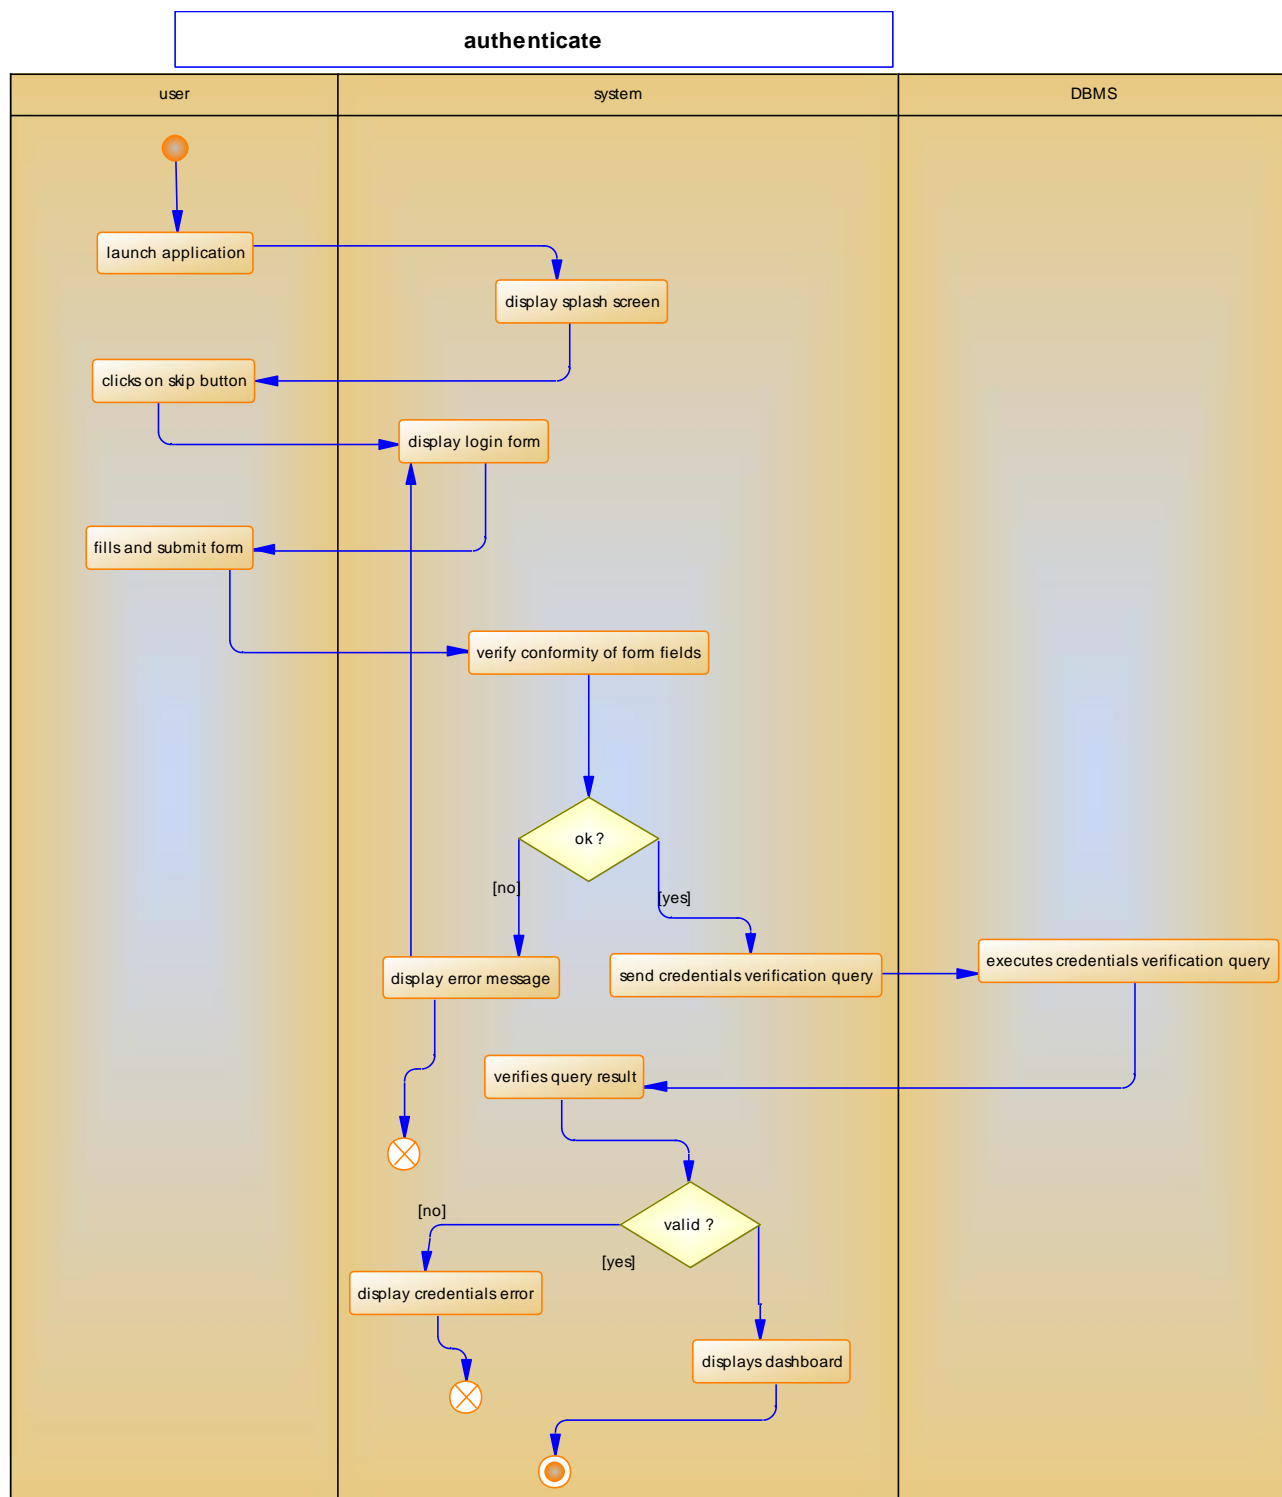 authenticate
user
system
DBMS
launch application
display splash screen
clicks on skip button
display login form
fills and submit form
verify conformity of form fields
ok ?
[no]
[yes]
display error message
send credentials verification query
executes credentials verification query
verifies query result
[no]
valid ?
[yes]
display credentials error
displays dashboard